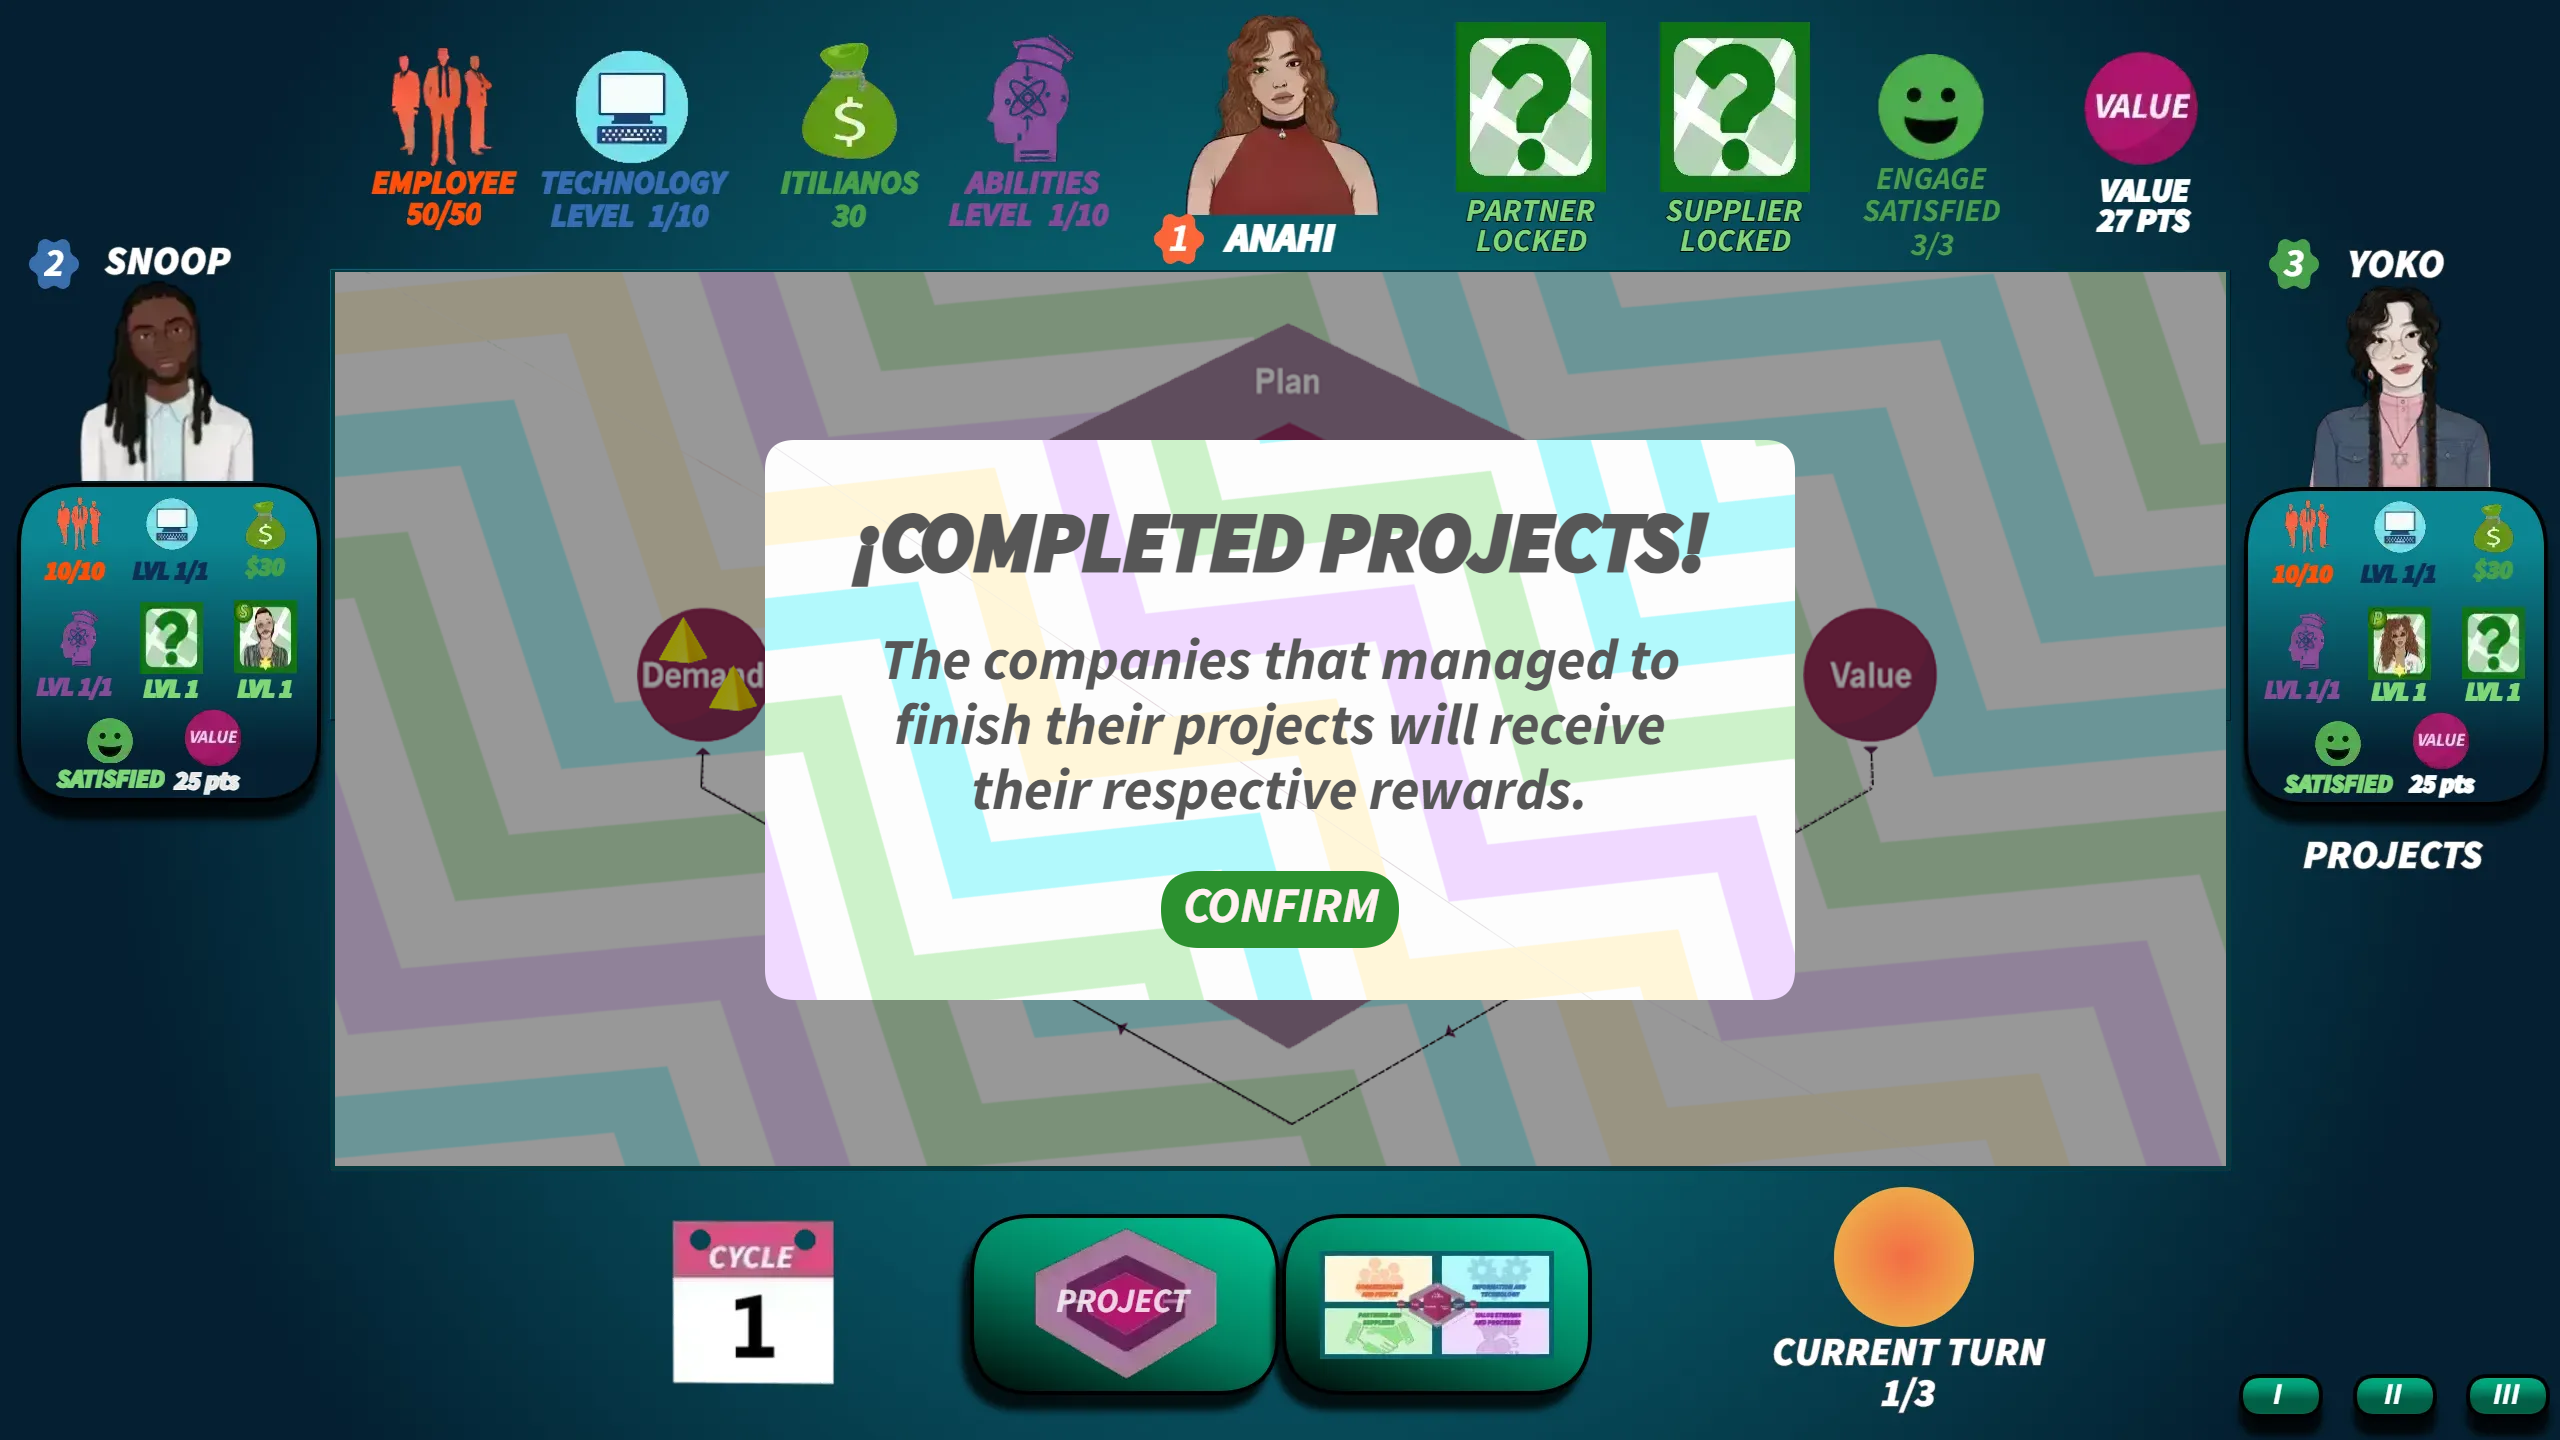 EMPLOYEE
50/50
TECHNOLOGY
LEVEL 1/10
ITILIANOS
30
ABILITIES
LEVEL 1/10
1 ANAHI
PARTNER
LOCKED
SUPPLIER
LOCKED
ENGAGE
SATISFIED
3/3
VALUE
VALUE
27 PTS
2 SNOOP
10/10
LVL 1/1
$30
LVL 1/1
LVL 1
LVL 1
SATISFIED
VALUE
25 pts
3 YOKO
10/10
LVL 1/1
$30
LVL 1/1
LVL 1
LVL 1
SATISFIED
VALUE
25 pts
PROJECTS
Plan
Demand
Value
¡COMPLETED PROJECTS!
The companies that managed to
finish their projects will receive
their respective rewards.
CONFIRM
CYCLE
1
PROJECT
CURRENT TURN
1/3
I
II
III